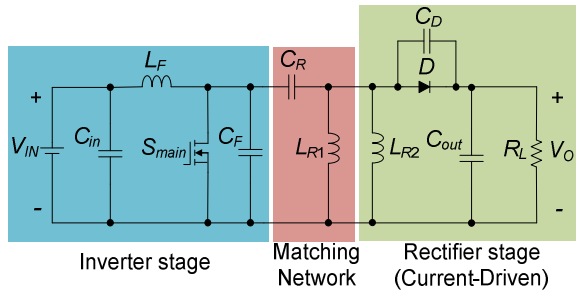 C_D
L_F
C_R
D
+
+
V_IN
C_in
S_main
C_F
L_R1
L_R2
C_out
R_L
V_O
-
-
Inverter stage
Matching
Network
Rectifier stage
(Current-Driven)